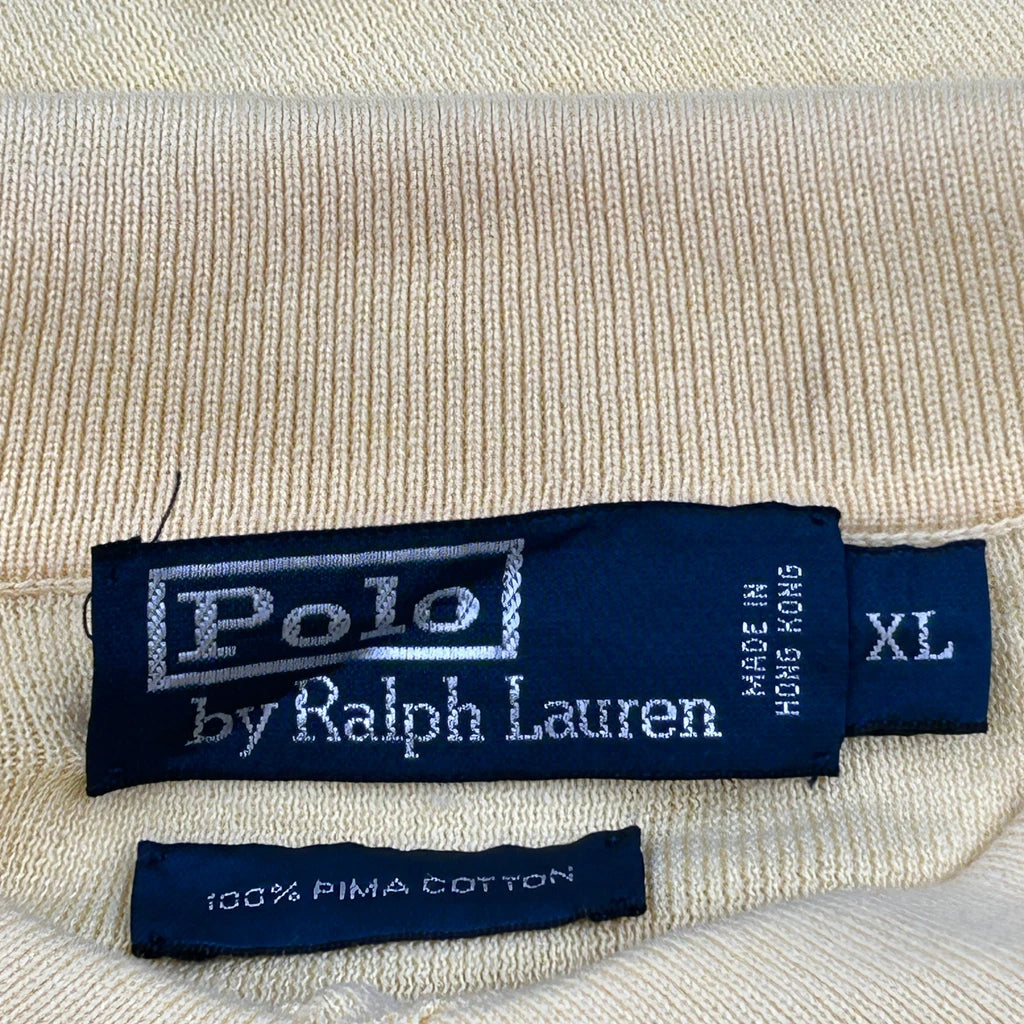 Polo
by Ralph Lauren
MADE IN
HONG KONG
XL
100% PIMA COTTON